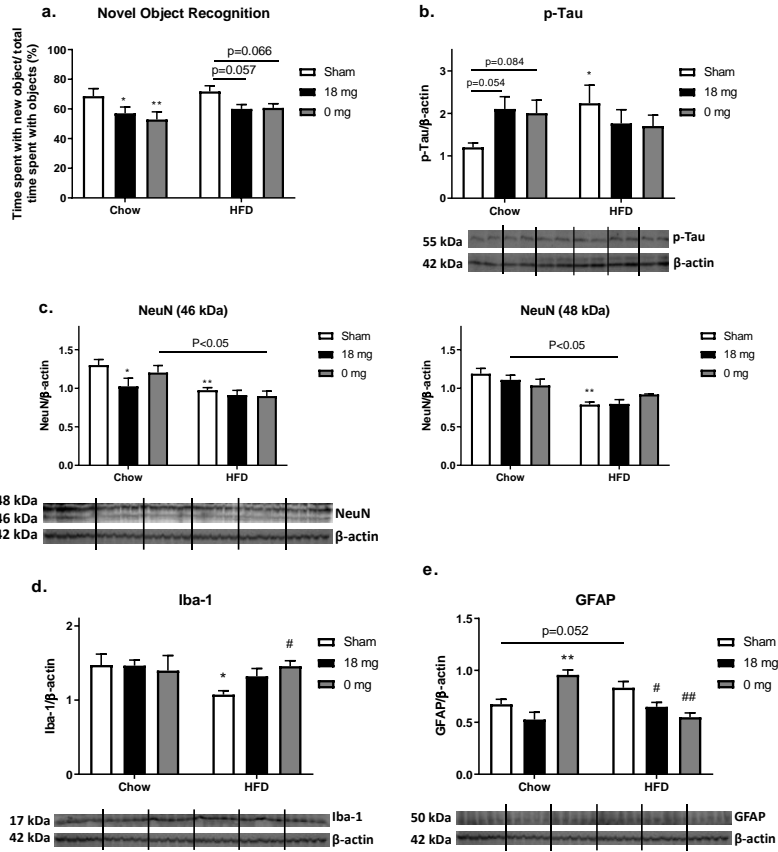 a.
Novel Object Recognition
Time spent with new object/total
time spent with objects (%)
100
80
60
40
20
0
*
**
p=0.066
p=0.057
Sham
18 mg
0 mg
Chow
HFD
b.
p-Tau
p-Tau/β-actin
3
2
1
0
p=0.084
p=0.054
*
Sham
18 mg
0 mg
Chow
HFD
55 kDa
p-Tau
42 kDa
β-actin
c.
NeuN (46 kDa)
NeuN/β-actin
1.5
1.0
0.5
0.0
P<0.05
*
**
Sham
18 mg
0 mg
Chow
HFD
48 kDa
46 kDa
NeuN
42 kDa
β-actin
NeuN (48 kDa)
NeuN/β-actin
1.5
1.0
0.5
0.0
P<0.05
**
Sham
18 mg
0 mg
Chow
HFD
d.
Iba-1
Iba-1/β-actin
2
1
0
*
#
Sham
18 mg
0 mg
Chow
HFD
17 kDa
Iba-1
42 kDa
β-actin
e.
GFAP
GFAP/β-actin
1.5
1.0
0.5
0.0
p=0.052
**
#
##
Sham
18 mg
0 mg
Chow
HFD
50 kDa
GFAP
42 kDa
β-actin